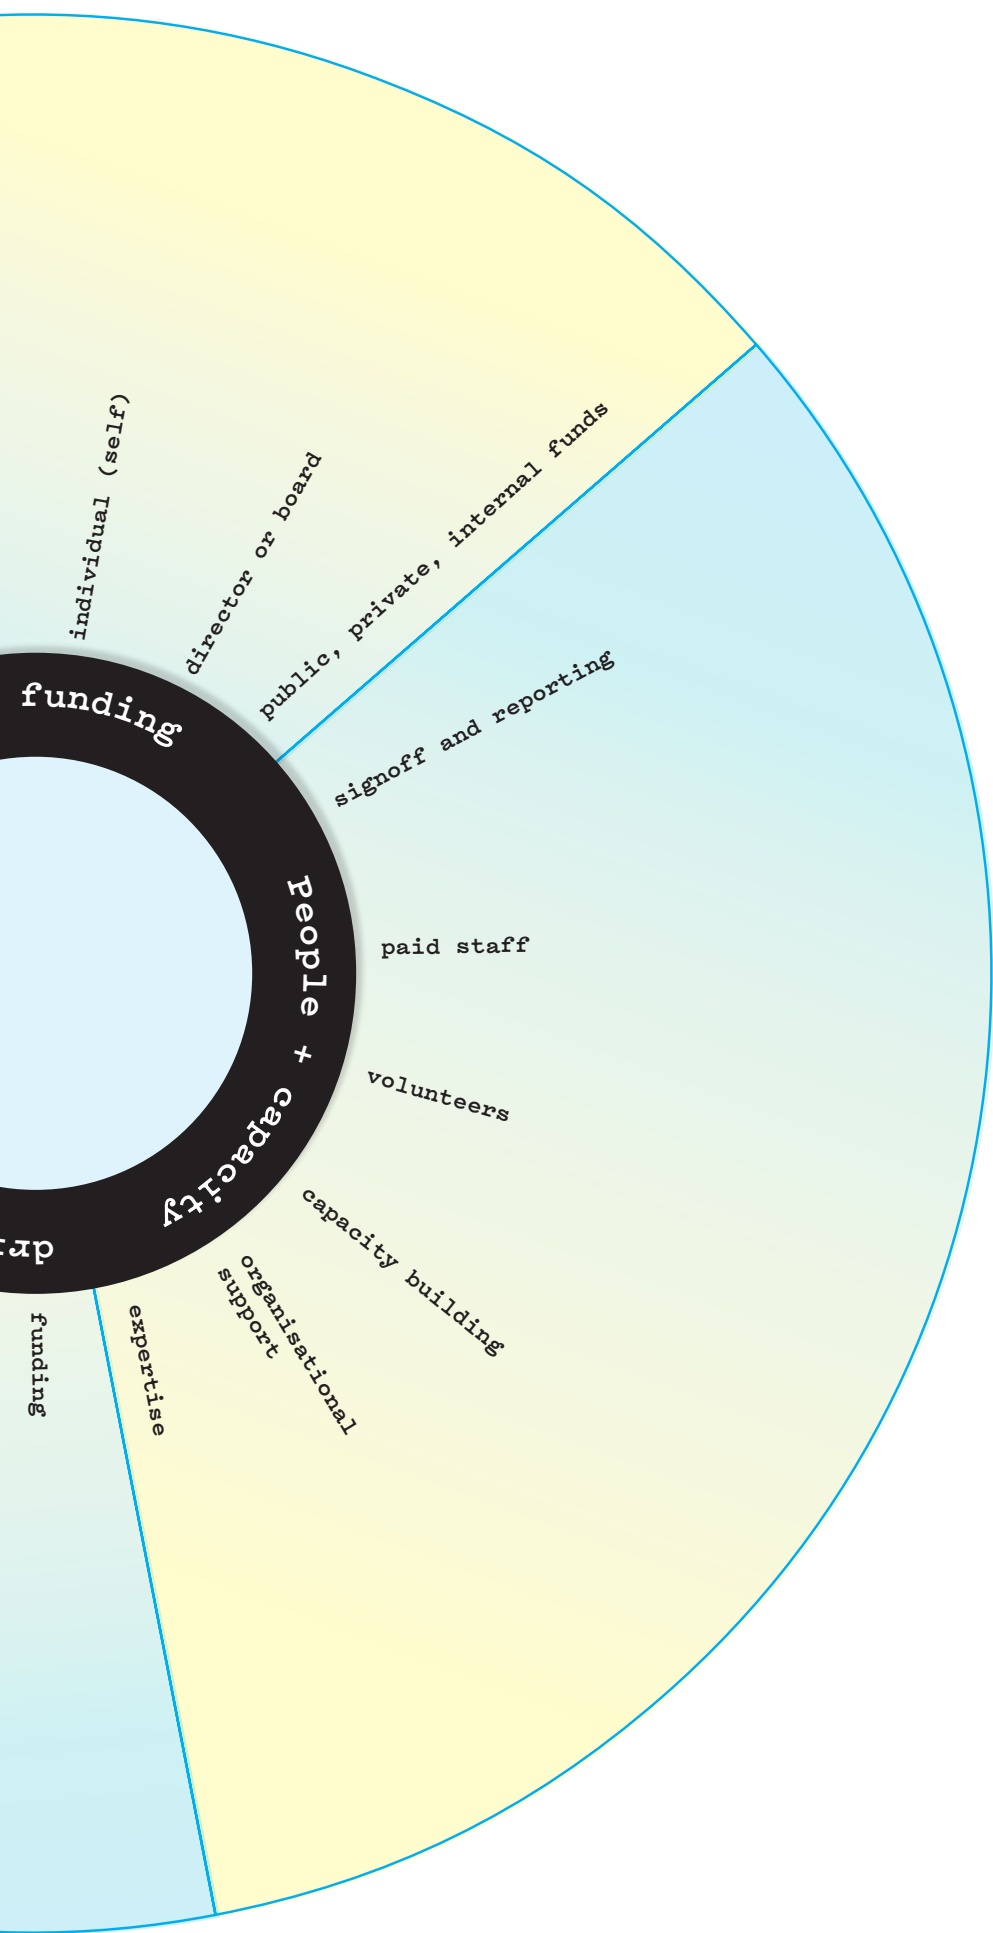 individual (self)
director or board
public, private, internal funds
funding
signoff and reporting
People + capacity
paid staff
volunteers
capacity building
organisational
support
expertise
funding